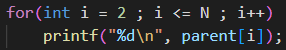 for(int i = 2 ; i <= N ; i++)
    printf("%d\n", parent[i]);